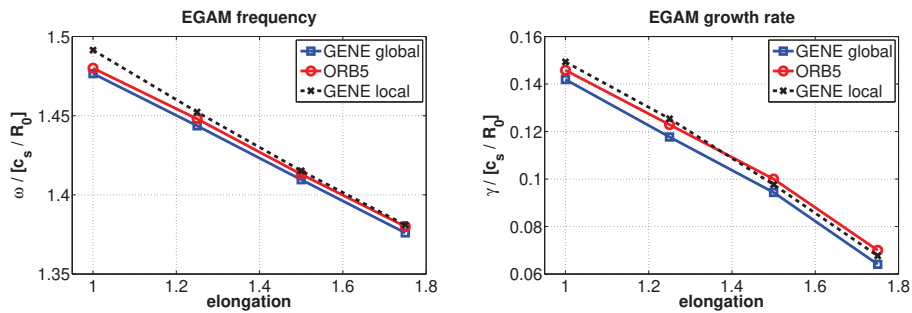 EGAM frequency
1.5
1.45
1.4
1.35
ω / [c_s / R_0]
GENE global
ORB5
GENE local
1
1.2
1.4
1.6
1.8
elongation
EGAM growth rate
0.16
0.14
0.12
0.1
0.08
0.06
γ / [c_s / R_0]
GENE global
ORB5
GENE local
1
1.2
1.4
1.6
1.8
elongation